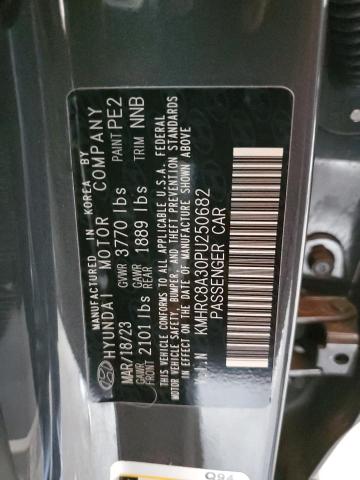 MANUFACTURED IN KOREA BY
HYUNDAI MOTOR COMPANY
MAR/18/23 GVWR 3770 lbs PAINT PE2
GAWR FRONT 2101 lbs GAWR REAR 1889 lbs TRIM NNB
THIS VEHICLE CONFORMS TO ALL APPLICABLE U.S.A. FEDERAL
MOTOR VEHICLE SAFETY, BUMPER, AND THEFT PREVENTION STANDARDS
IN EFFECT ON THE DATE OF MANUFACTURE SHOWN ABOVE
V.I.N KMHRC8A30PU250682
PASSENGER CAR
Q94